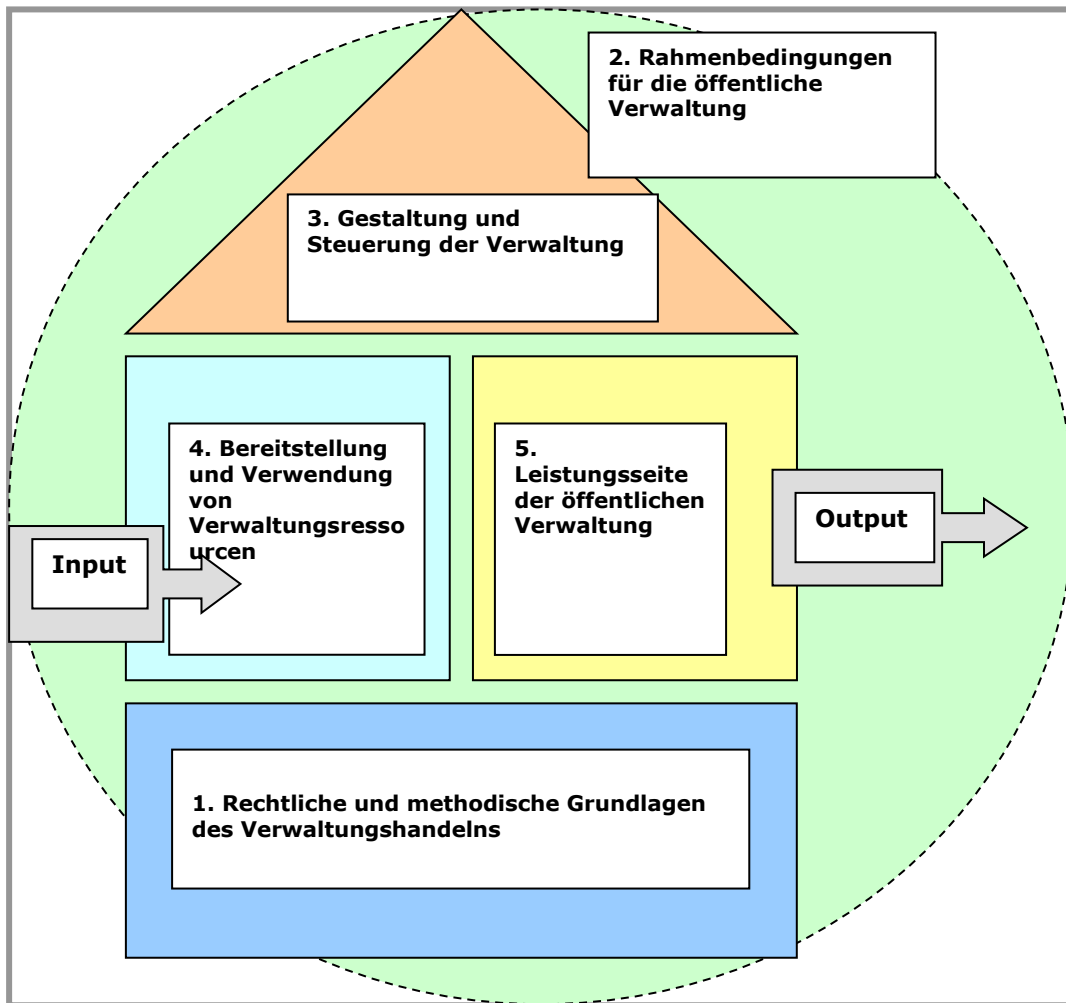 2. Rahmenbedingungen
für die öffentliche
Verwaltung
3. Gestaltung und
Steuerung der Verwaltung
4. Bereitstellung
und Verwendung
von
Verwaltungsresso
urcen
5.
Leistungsseite
der öffentlichen
Verwaltung
Input
Output
1. Rechtliche und methodische Grundlagen
des Verwaltungshandelns